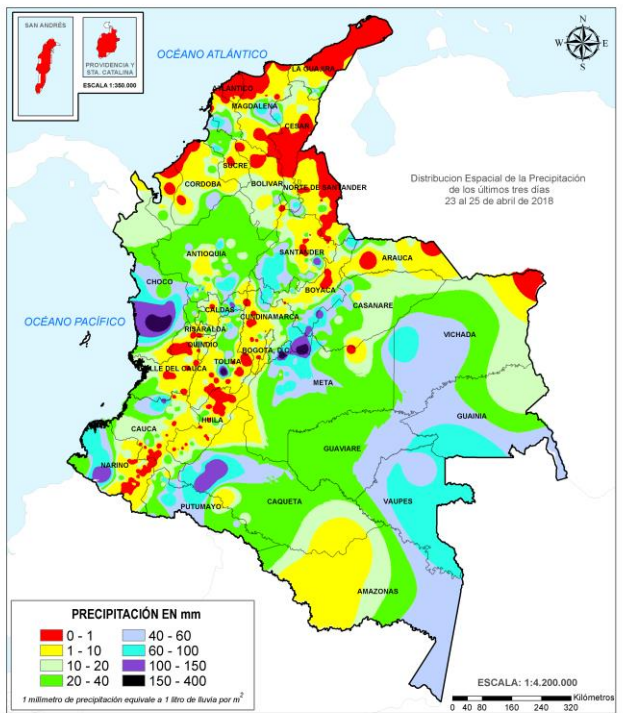 SAN ANDRÉS
PROVIDENCIA Y
STA. CATALINA
ESCALA 1:350.000
OCÉANO ATLÁNTICO
N
W E
S
LA GUAJIRA
ATLANTICO
MAGDALENA
CESAR
SUCRE
CORDOBA
BOLIVAR
NORTE DE SANTANDER
Distribucion Espacial de la Precipitación
de los últimos tres días
23 al 25 de abril de 2018
ANTIOQUIA
SANTANDER
ARAUCA
CHOCO
BOYACA
CASANARE
OCÉANO PACÍFICO
CALDAS
CUNDINAMARCA
RISARALDA
VICHADA
QUINDIO
BOGOTA, D.C.
TOLIMA
VALLE DEL CAUCA
META
GUAINIA
HUILA
CAUCA
GUAVIARE
NARIÑO
CAQUETA
VAUPES
PUTUMAYO
AMAZONAS
PRECIPITACIÓN EN mm
0 - 1 40 - 60
1 - 10 60 - 100
10 - 20 100 - 150
20 - 40 150 - 400
1 milimetro de precipitación equivale a 1 litro de lluvia por m²
ESCALA: 1:4.200.000
Kilómetros
0 40 80 160 240 320